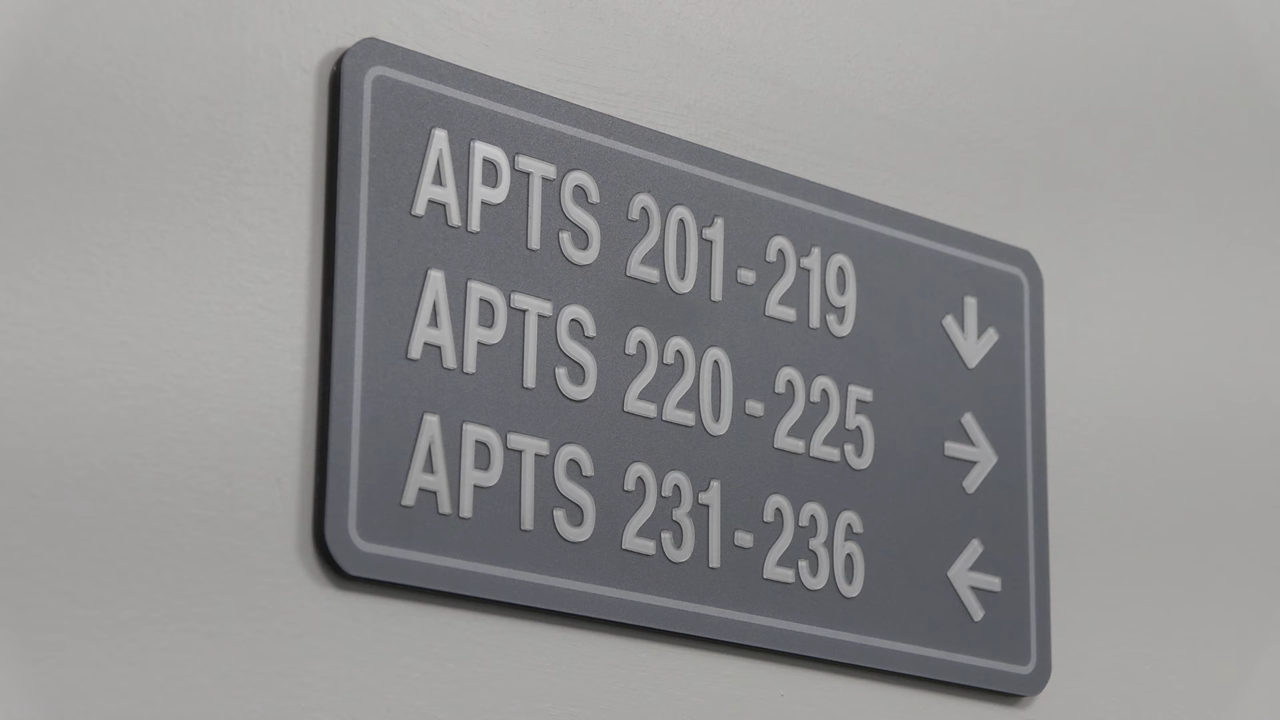 APTS 201-219 ↓
APTS 220-225 →
APTS 231-236 ←